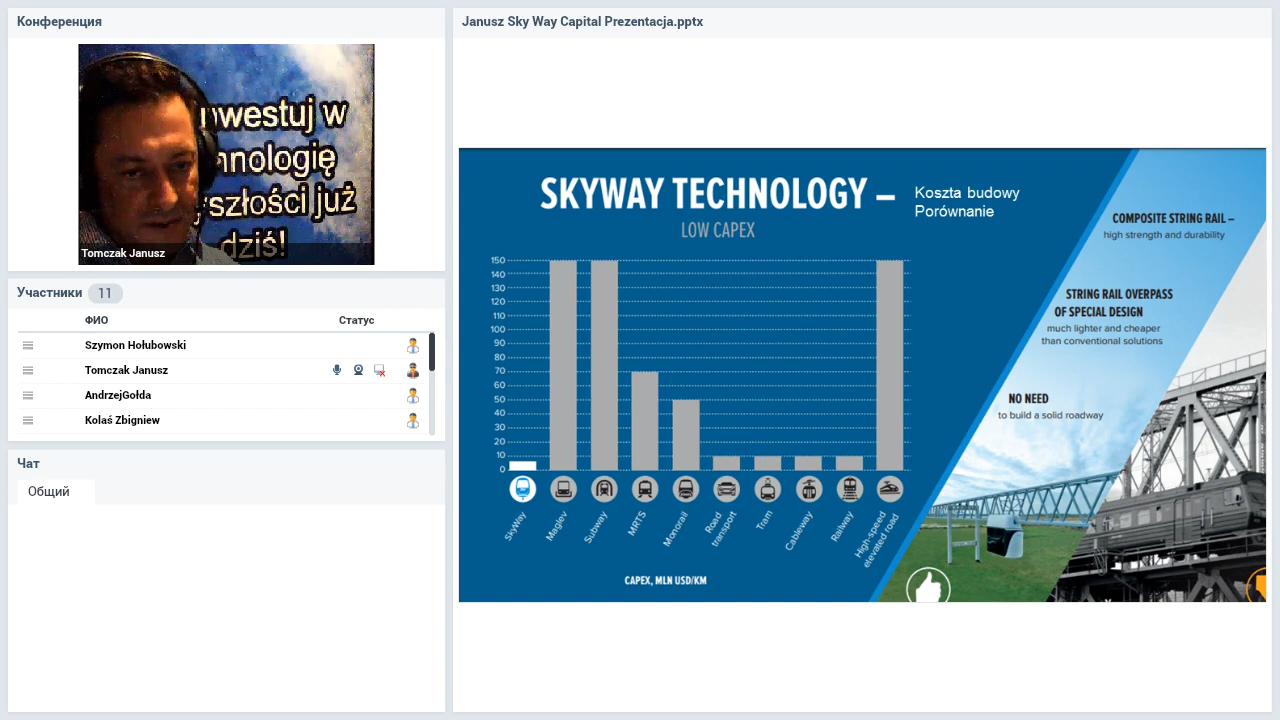 Конференция
nwestuj w
hnologię
yszłości już
dziś!
Tomczak Janusz
Участники 11
ФИО Статус
Szymon Hołubowski
Tomczak Janusz
AndrzejGołda
Kolaś Zbigniew
Чат
Общий
Janusz Sky Way Capital Prezentacja.pptx
SKYWAY TECHNOLOGY –
Koszta budowy
Porównanie
LOW CAPEX
150
140
130
120
110
100
90
80
70
60
50
40
30
20
10
0
SkyWay
Maglev
Subway
MRTS
Monorail
Road
transport
Tram
Cableway
Railway
High-speed
elevated road
CAPEX, MLN USD/KM
COMPOSITE STRING RAIL –
high strength and durability
STRING RAIL OVERPASS
OF SPECIAL DESIGN
much lighter and cheaper
than conventional solutions
NO NEED
to build a solid roadway